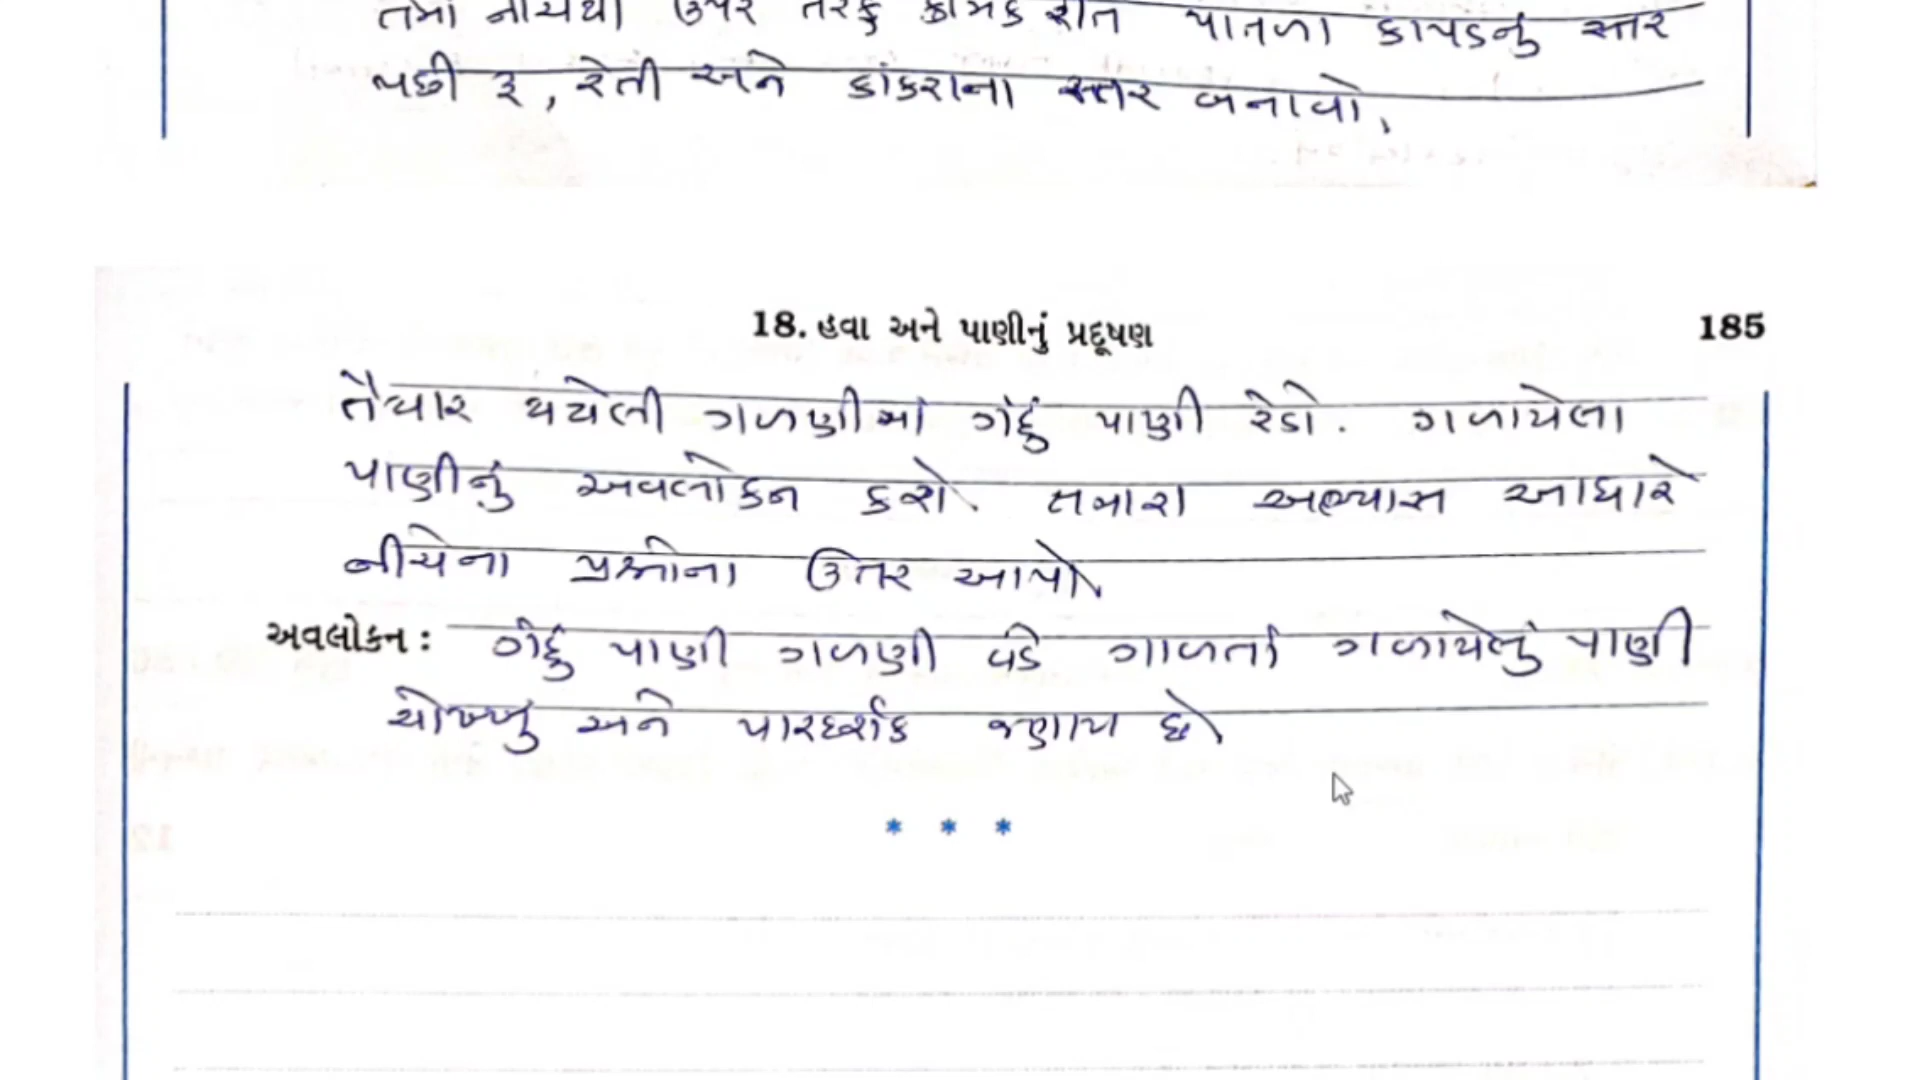 તેમાં નીચેથી ઉપર તરફ ક્રમિક રીતે પાતળા કાપડનું સ્તર
પછી રૂ, રેતી અને કાંકરાના સ્તર બનાવો.
18. હવા અને પાણીનું પ્રદૂષણ 185
તૈયાર થયેલી ગળણીમાં ગંદું પાણી રેડો. ગળાયેલા
પાણીનું અવલોકન કરો. તમારા અભ્યાસ આધારે
નીચેના પ્રશ્નોના ઉત્તર આપો.
અવલોકન : ગંદું પાણી ગળણી વડે ગાળતાં ગળાયેલું પાણી
ચોખ્ખું અને પારદર્શક જણાય છે.
* * *